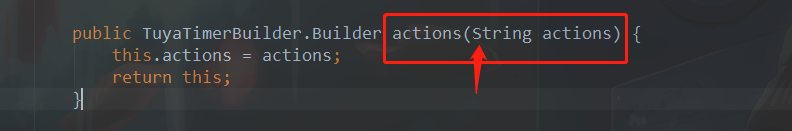 public TuyaTimerBuilder.Builder actions(String actions) {
this.actions = actions;
return this;
}